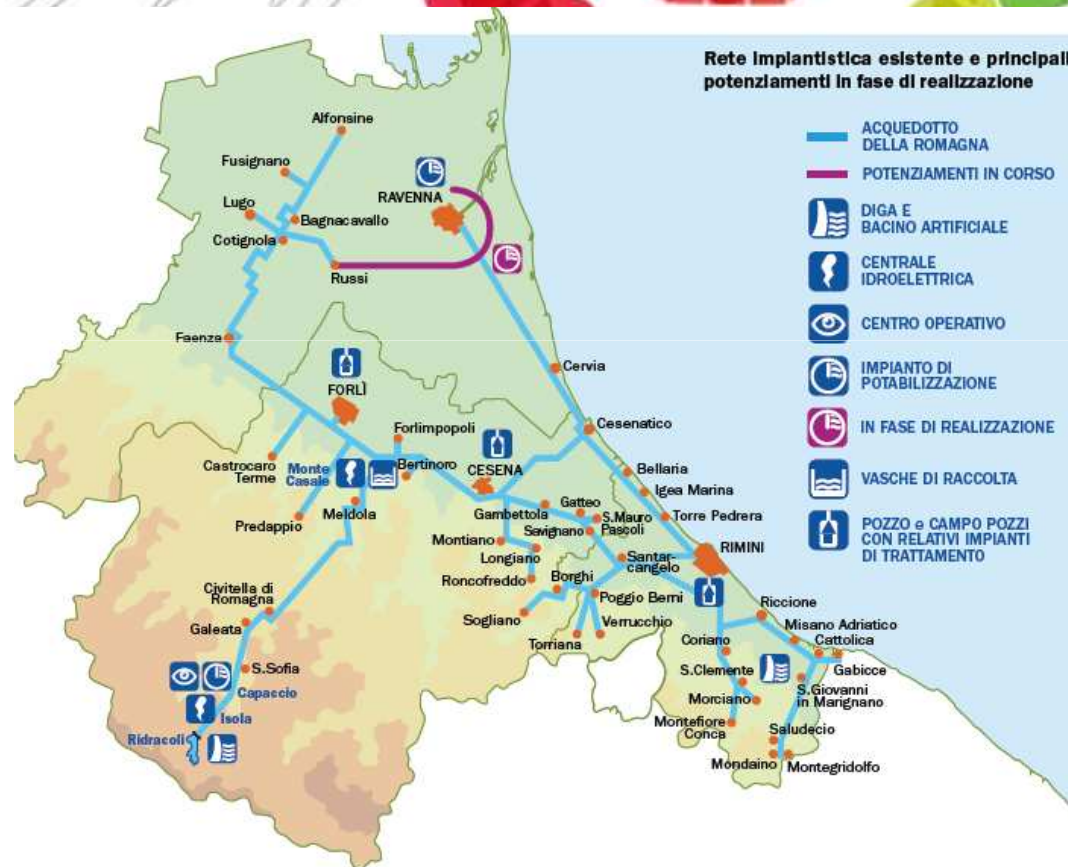 Rete impiantistica esistente e principali
potenziamenti in fase di realizzazione
ACQUEDOTTO
DELLA ROMAGNA
POTENZIAMENTI IN CORSO
DIGA E
BACINO ARTIFICIALE
CENTRALE
IDROELETTRICA
CENTRO OPERATIVO
IMPIANTO DI
POTABILIZZAZIONE
IN FASE DI REALIZZAZIONE
VASCHE DI RACCOLTA
POZZO e CAMPO POZZI
CON RELATIVI IMPIANTI
DI TRATTAMENTO
Alfonsine
Fusignano
RAVENNA
Lugo
Bagnacavallo
Cotignola
Russi
Faenza
Cervia
FORLÌ
Cesenatico
Forlimpopoli
Castrocaro
Terme
Monte
Casale
Bertinoro
CESENA
Bellaria
Igea Marina
Predappio
Meldola
Gambettola
Gatteo
S.Mauro
Pascoli
Savignano
Torre Pedrera
Montiano
Longiano
Roncofreddo
Santar-
cangelo
RIMINI
Borghi
Poggio Berni
Sogliano
Verrucchio
Torriana
Civitella di
Romagna
Galeata
S.Sofia
Capaccio
Isola
Ridracoli
Riccione
Misano Adriatico
Coriano
Cattolica
Gabicce
S.Clemente
Morciano
S.Giovanni
in Marignano
Montefiore
Conca
Saludecio
Mondaino
Montegridolfo